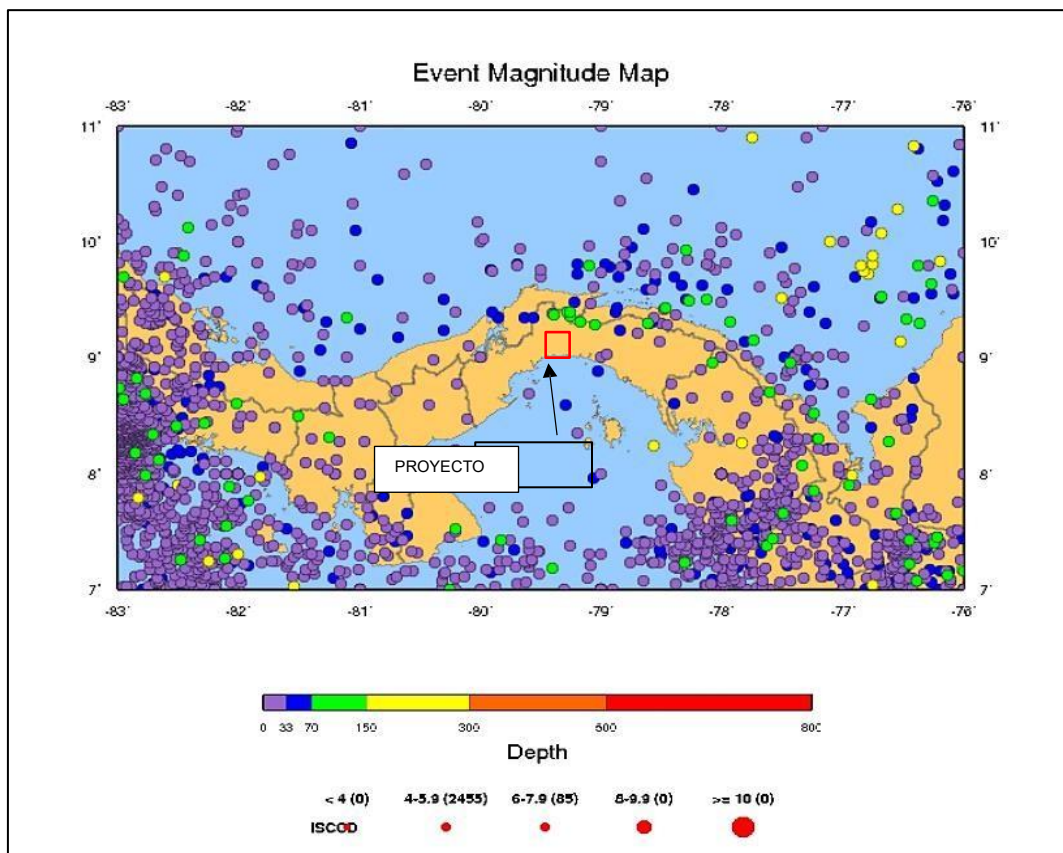 Event Magnitude Map
-83˚ -82˚ -81˚ -80˚ -79˚ -78˚ -77˚ -76˚
11˚ 11˚
10˚ 10˚
9˚ 9˚
PROYECTO
8˚ 8˚
7˚ 7˚
-83˚ -82˚ -81˚ -80˚ -79˚ -78˚ -77˚ -76˚
0 33 70 150 300 500 800
Depth
< 4 (0) 4-5.9 (2455) 6-7.9 (85) 8-9.9 (0) >= 10 (0)